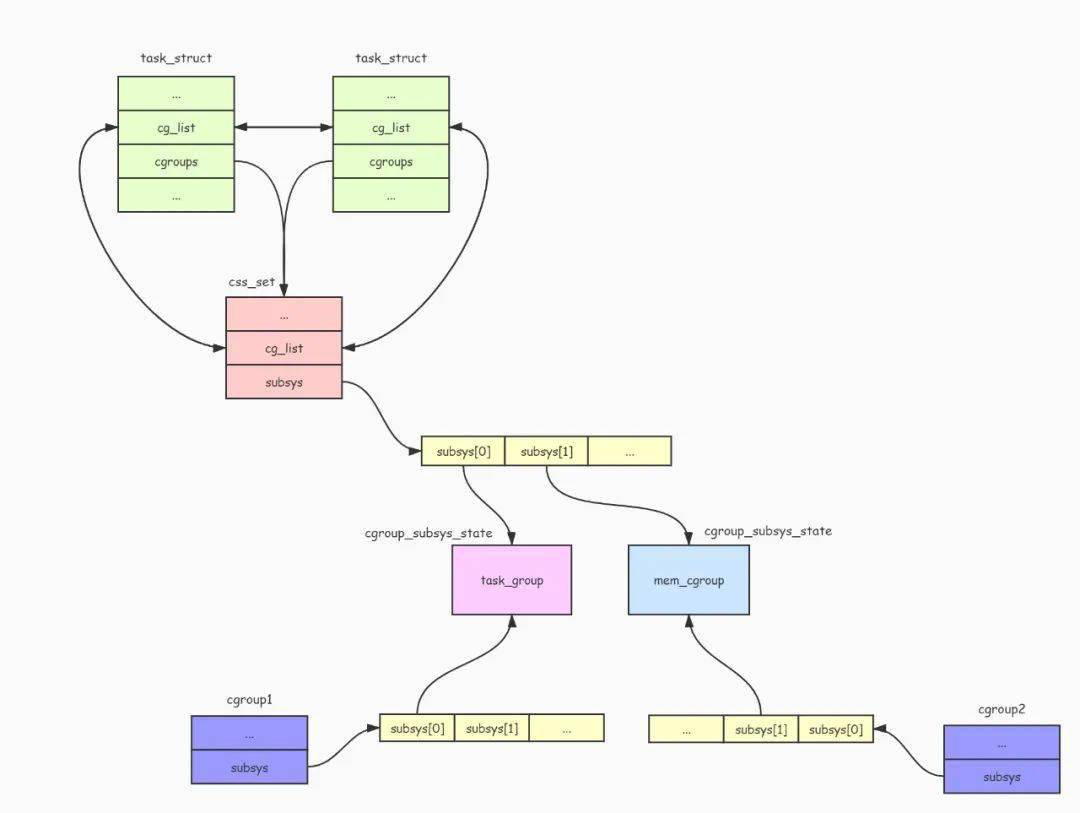 task_struct
...
cg_list
cgroups
...
task_struct
...
cg_list
cgroups
...
css_set
...
cg_list
subsys
subsys[0] subsys[1] ...
cgroup_subsys_state
task_group
cgroup_subsys_state
mem_cgroup
cgroup1
...
subsys
subsys[0] subsys[1] ...
... subsys[1] subsys[0]
cgroup2
...
subsys